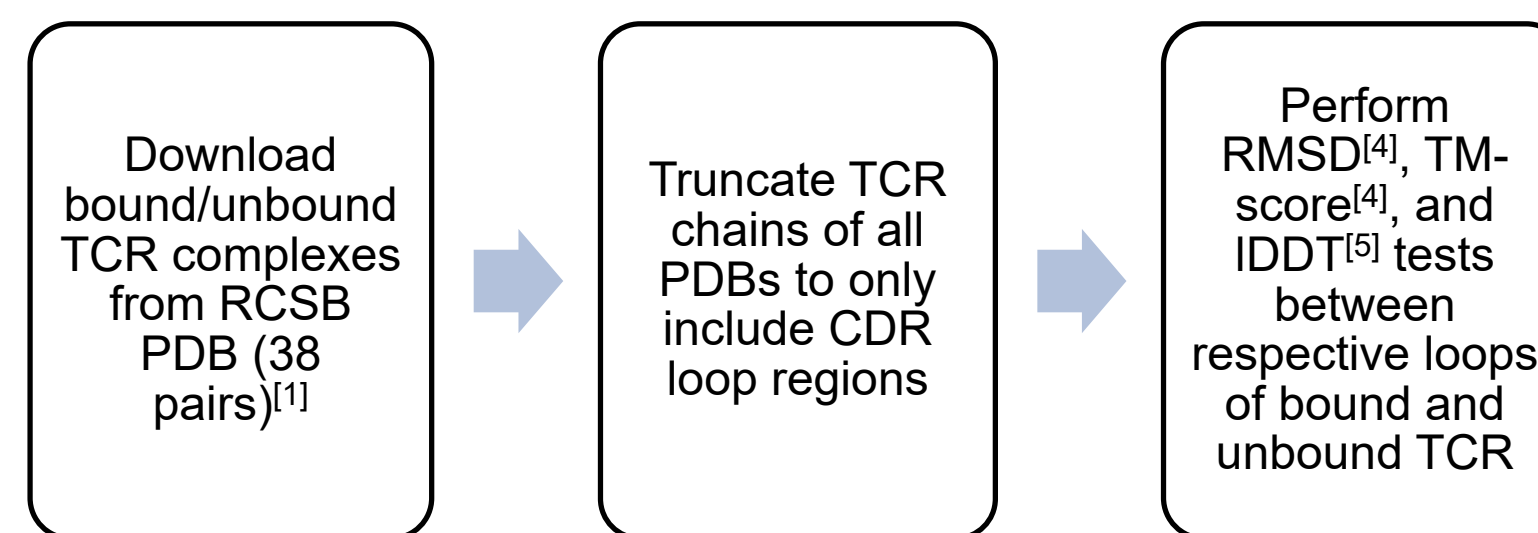 Download
bound/unbound
TCR complexes
from RCSB
PDB (38
pairs)[1]
Truncate TCR
chains of all
PDBs to only
include CDR
loop regions
Perform
RMSD[4], TM-
score[4], and
lDDT[5] tests
between
respective loops
of bound and
unbound TCR